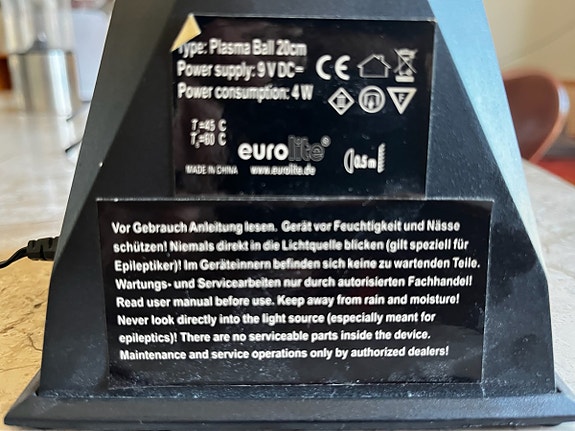 Type: Plasma Ball 20cm
Power supply: 9 V DC⎓
Power consumption: 4 W
CE
F
Tₐ=45 C
T꜀=60 C
eurolite®
0.5m
MADE IN CHINA www.eurolite.de
Vor Gebrauch Anleitung lesen. Gerät vor Feuchtigkeit und Nässe
schützen! Niemals direkt in die Lichtquelle blicken (gilt speziell für
Epileptiker)! Im Geräteinnern befinden sich keine zu wartenden Teile.
Wartungs- und Servicearbeiten nur durch autorisierten Fachhandel!
Read user manual before use. Keep away from rain and moisture!
Never look directly into the light source (especially meant for
epileptics)! There are no serviceable parts inside the device.
Maintenance and service operations only by authorized dealers!